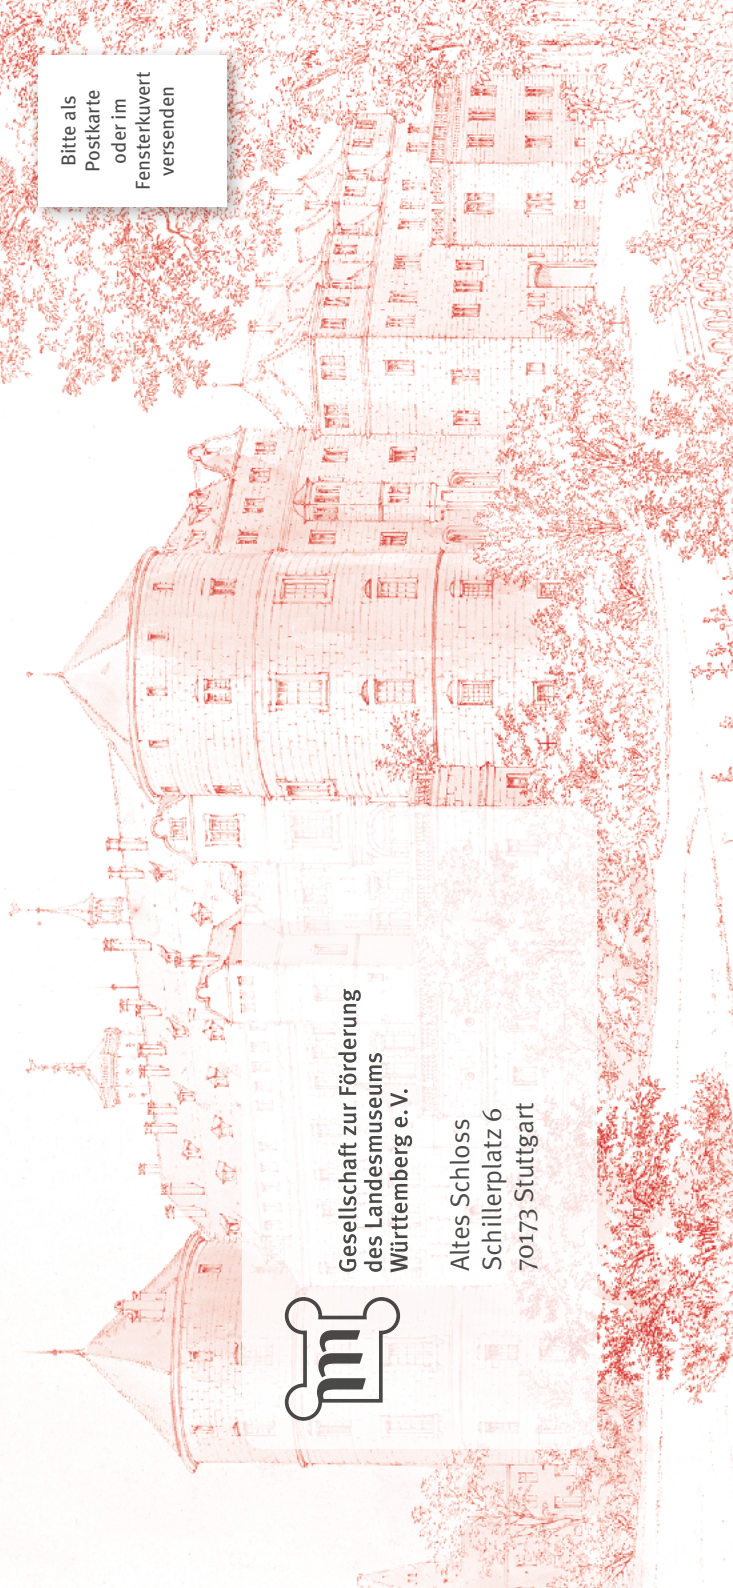 Bitte als
Postkarte
oder im
Fensterkuvert
versenden
m
Gesellschaft zur Förderung
des Landesmuseums
Württemberg e. V.
Altes Schloss
Schillerplatz 6
70173 Stuttgart